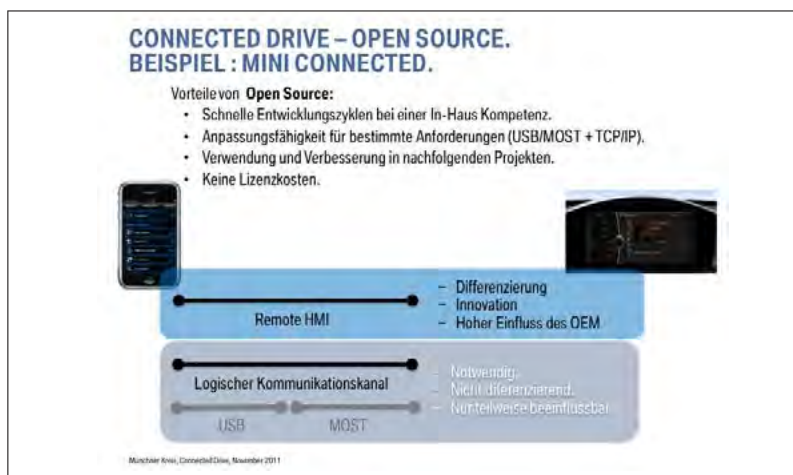 CONNECTED DRIVE – OPEN SOURCE.
BEISPIEL : MINI CONNECTED.
Vorteile von Open Source:
• Schnelle Entwicklungszyklen bei einer In-Haus Kompetenz.
• Anpassungsfähigkeit für bestimmte Anforderungen (USB/MOST + TCP/IP).
• Verwendung und Verbesserung in nachfolgenden Projekten.
• Keine Lizenzkosten.
– Differenzierung
– Innovation
– Hoher Einfluss des OEM
Remote HMI
– Notwendig.
– Nicht diferenzierend.
– Nur teilweise beeinflussbar.
Logischer Kommunikationskanal
USB MOST
Münchner Kreis, Connected Drive, November 2011